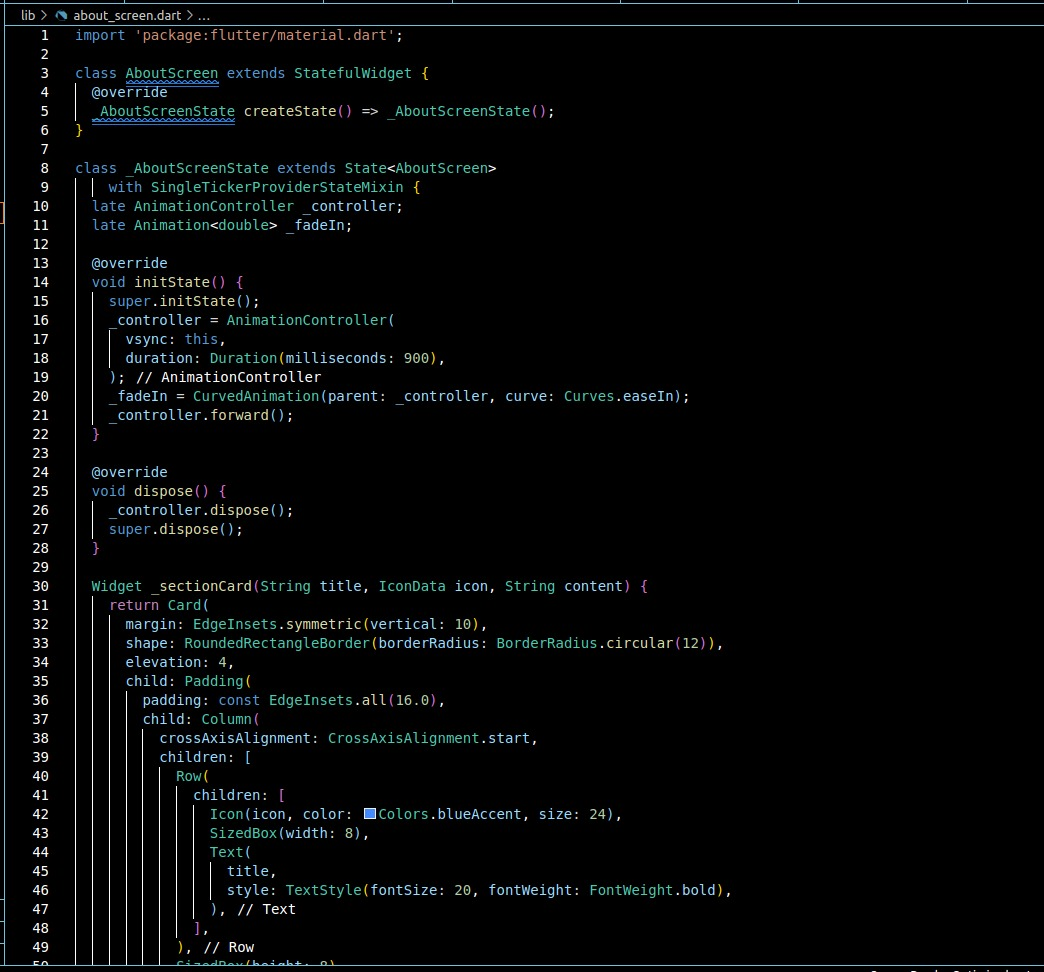 lib > about_screen.dart > ...
1 import 'package:flutter/material.dart';
2
3 class AboutScreen extends StatefulWidget {
4   @override
5   _AboutScreenState createState() => _AboutScreenState();
6 }
7
8 class _AboutScreenState extends State<AboutScreen>
9     with SingleTickerProviderStateMixin {
10   late AnimationController _controller;
11   late Animation<double> _fadeIn;
12
13   @override
14   void initState() {
15     super.initState();
16     _controller = AnimationController(
17       vsync: this,
18       duration: Duration(milliseconds: 900),
19     ); // AnimationController
20     _fadeIn = CurvedAnimation(parent: _controller, curve: Curves.easeIn);
21     _controller.forward();
22   }
23
24   @override
25   void dispose() {
26     _controller.dispose();
27     super.dispose();
28   }
29
30   Widget _sectionCard(String title, IconData icon, String content) {
31     return Card(
32       margin: EdgeInsets.symmetric(vertical: 10),
33       shape: RoundedRectangleBorder(borderRadius: BorderRadius.circular(12)),
34       elevation: 4,
35       child: Padding(
36         padding: const EdgeInsets.all(16.0),
37         child: Column(
38           crossAxisAlignment: CrossAxisAlignment.start,
39           children: [
40             Row(
41               children: [
42                 Icon(icon, color: Colors.blueAccent, size: 24),
43                 SizedBox(width: 8),
44                 Text(
45                   title,
46                   style: TextStyle(fontSize: 20, fontWeight: FontWeight.bold),
47                 ), // Text
48               ],
49             ), // Row
50             SizedBox(height: 8)